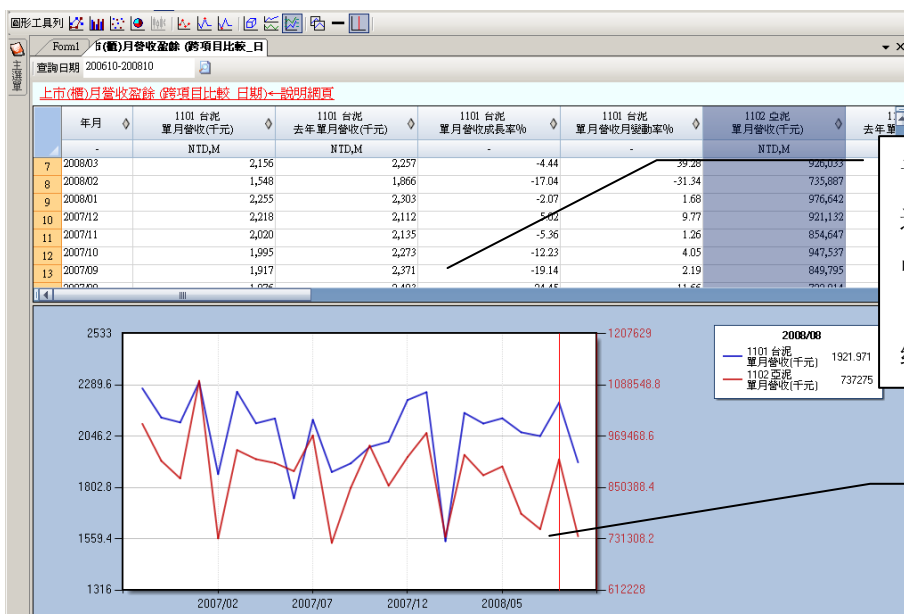 圖形工具列
Form1 市(櫃)月營收盈餘 (跨項目比較_日
主選單
查詢日期 200610-200810
上市(櫃)月營收盈餘 (跨項目比較_日期)←說明網頁
年月 1101 台泥 單月營收(千元) 1101 台泥 去年單月營收(千元) 1101 台泥 單月營收成長率% 1101 台泥 單月營收月變動率% 1102 亞泥 單月營收(千元) 去年單
- NTD,M NTD,M - - NTD,M
7 2008/03 2,156 2,257 -4.44 39.28 926,033
8 2008/02 1,548 1,866 -17.04 -31.34 735,887
9 2008/01 2,255 2,303 -2.07 1.68 976,642
10 2007/12 2,218 2,112 5.02 9.77 921,132
11 2007/11 2,020 2,135 -5.36 1.26 854,647
12 2007/10 1,995 2,273 -12.23 4.05 947,537
13 2007/09 1,917 2,371 -19.14 2.19 849,795
2533 1207629
2289.6 1088548.8
2046.2 969468.6
1802.8 850388.4
1559.4 731308.2
1316 612228
2007/02 2007/07 2007/12 2008/05
2008/08
1101 台泥
單月營收(千元) 1921.971
1102 亞泥
單月營收(千元) 737275